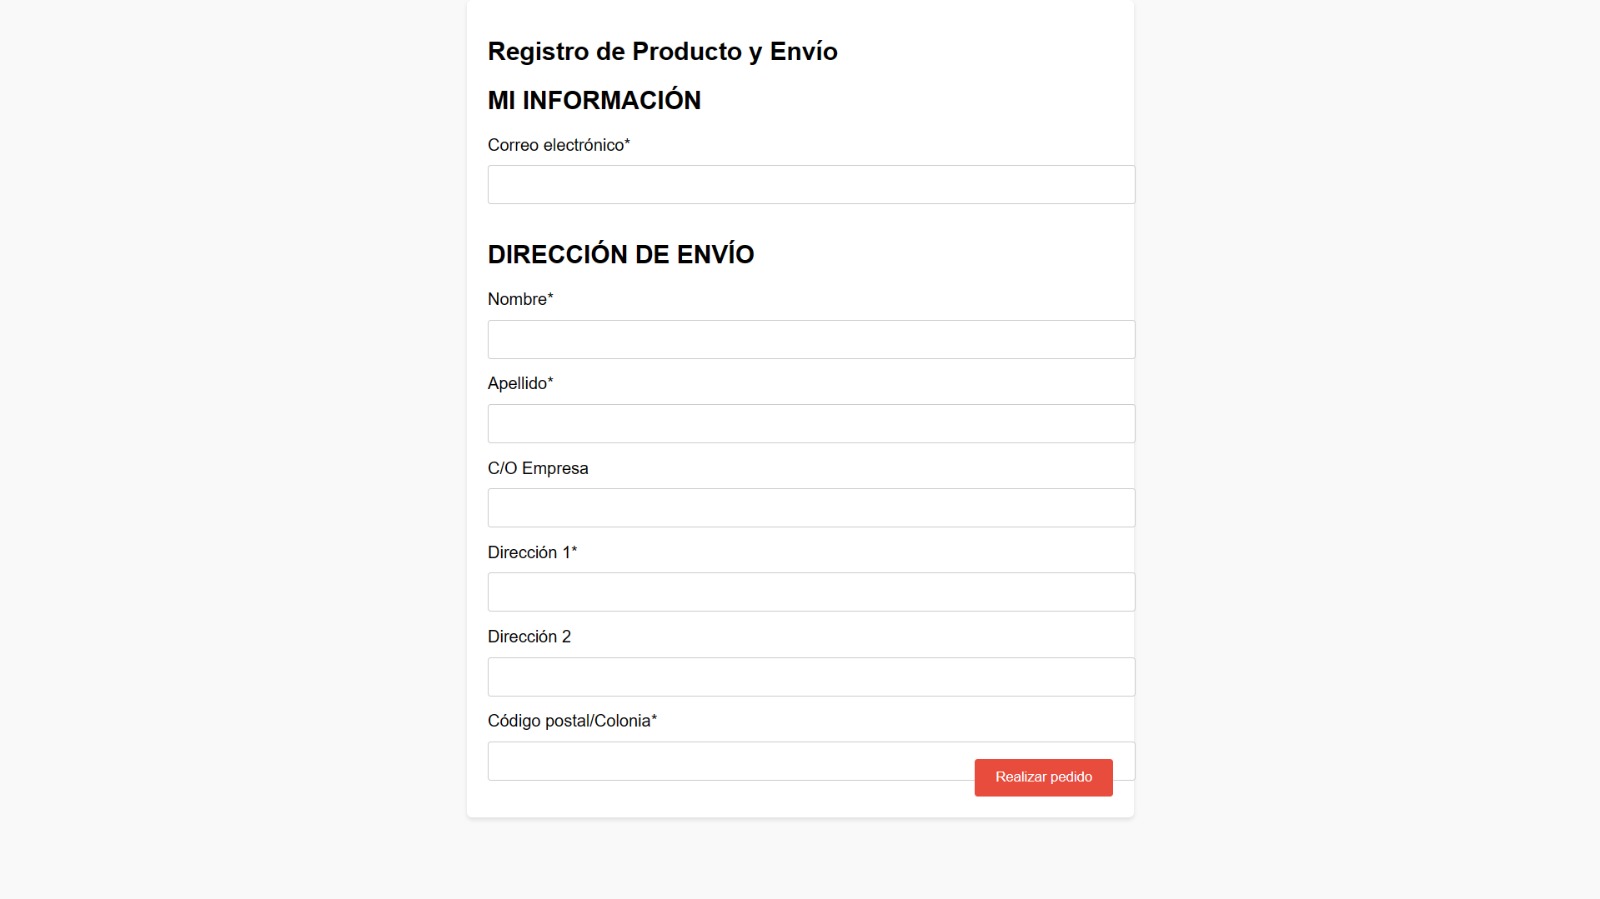 Registro de Producto y Envío
MI INFORMACIÓN
Correo electrónico*
DIRECCIÓN DE ENVÍO
Nombre*
Apellido*
C/O Empresa
Dirección 1*
Dirección 2
Código postal/Colonia*
Realizar pedido